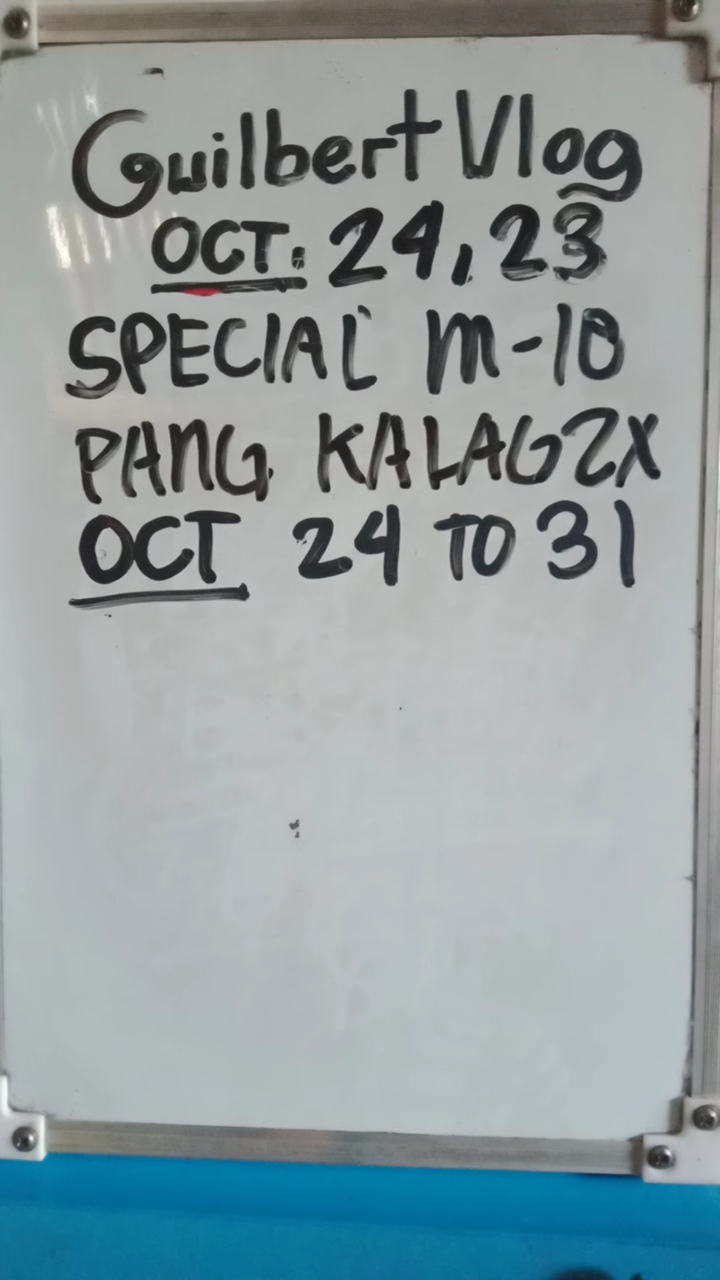 Guilbert Vlog
OCT. 24, 23
SPECIAL M-10
PANG KALAG2X
OCT 24 TO 31